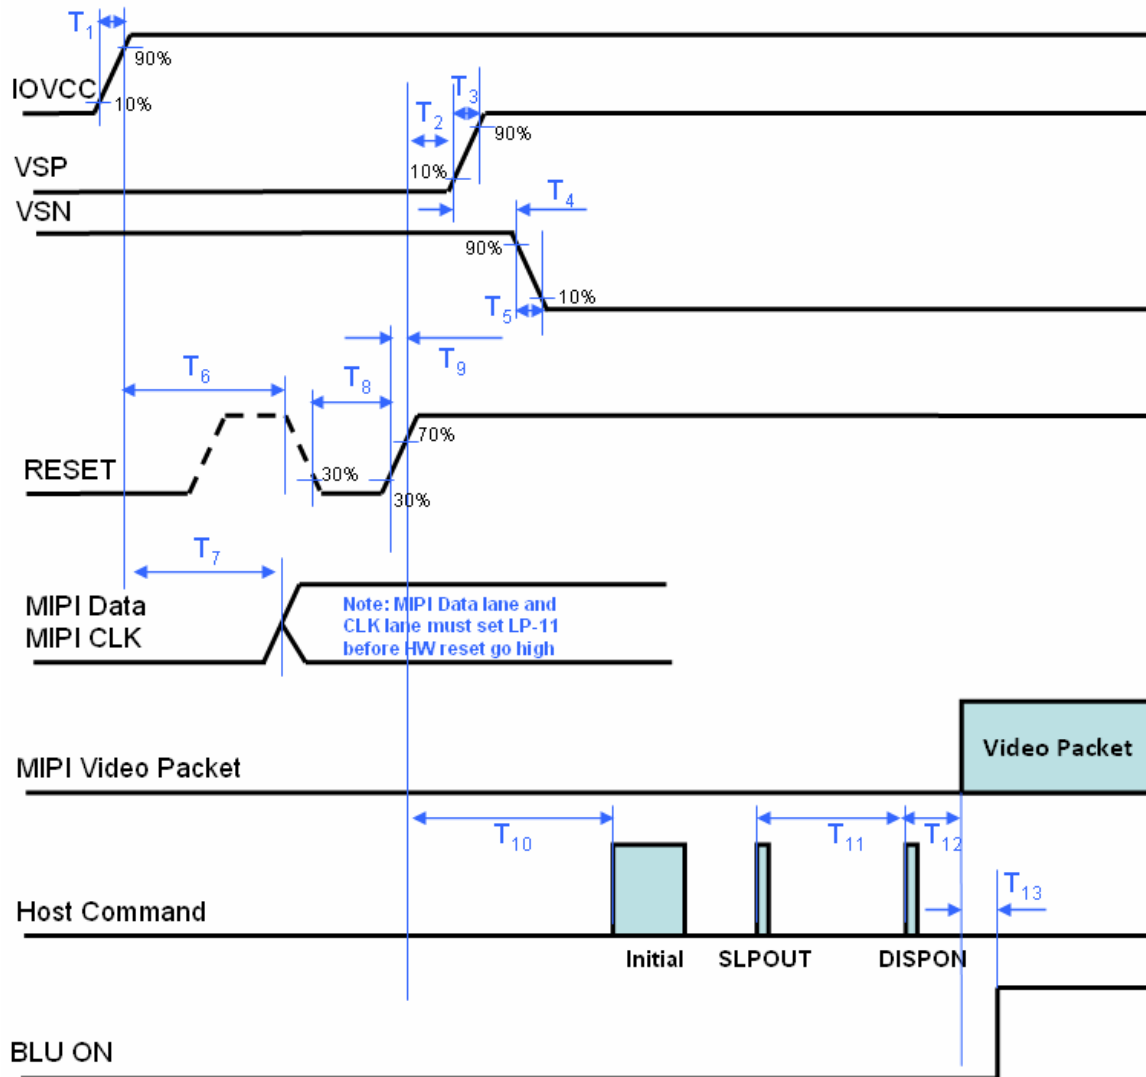 T1
90%
IOVCC
10%
T3
T2
90%
VSP
10%
VSN
T4
90%
10%
T5
T9
T6
T8
70%
RESET
30%
30%
T7
MIPI Data
MIPI CLK
Note: MIPI Data lane and
CLK lane must set LP-11
before HW reset go high
Video Packet
MIPI Video Packet
T10
T11
T12
T13
Host Command
Initial
SLPOUT
DISPON
BLU ON